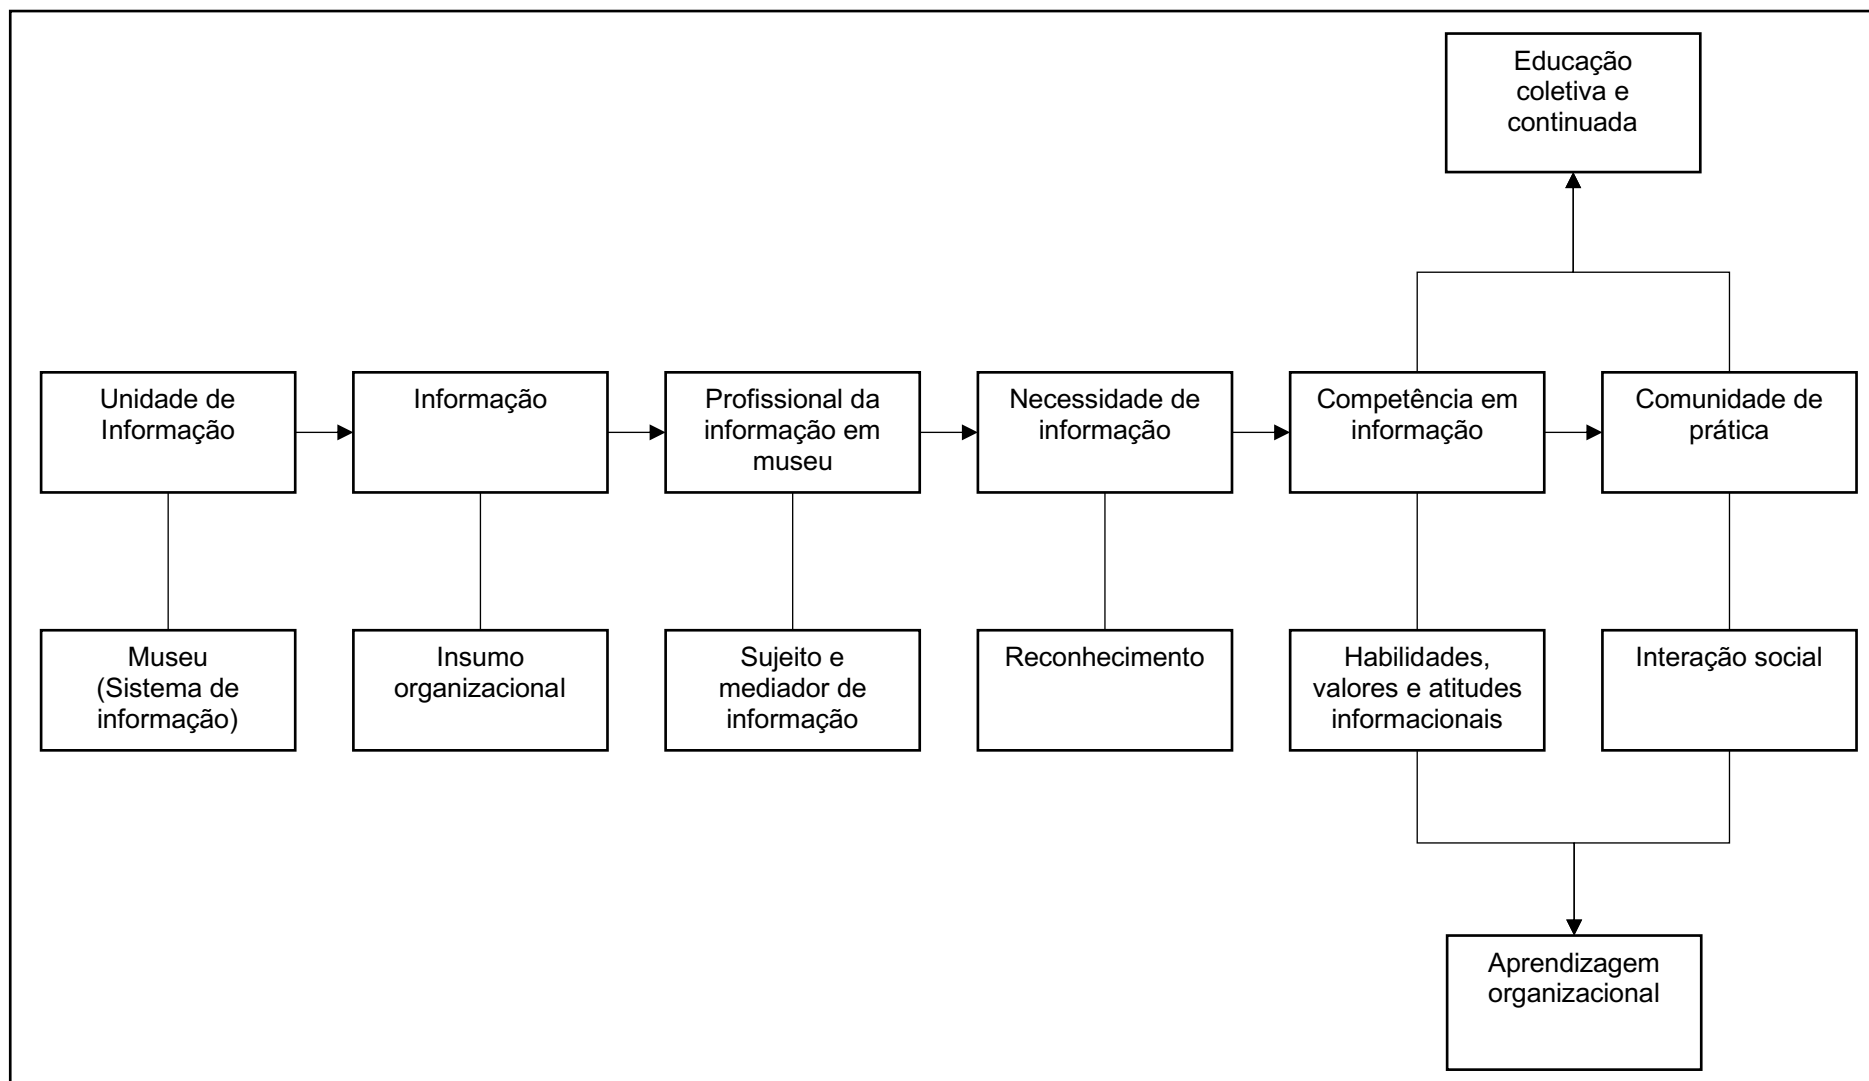 Educação
coletiva e
continuada
Unidade de
Informação
Informação
Profissional da
informação em
museu
Necessidade de
informação
Competência em
informação
Comunidade de
prática
Museu
(Sistema de
informação)
Insumo
organizacional
Sujeito e
mediador de
informação
Reconhecimento
Habilidades,
valores e atitudes
informacionais
Interação social
Aprendizagem
organizacional